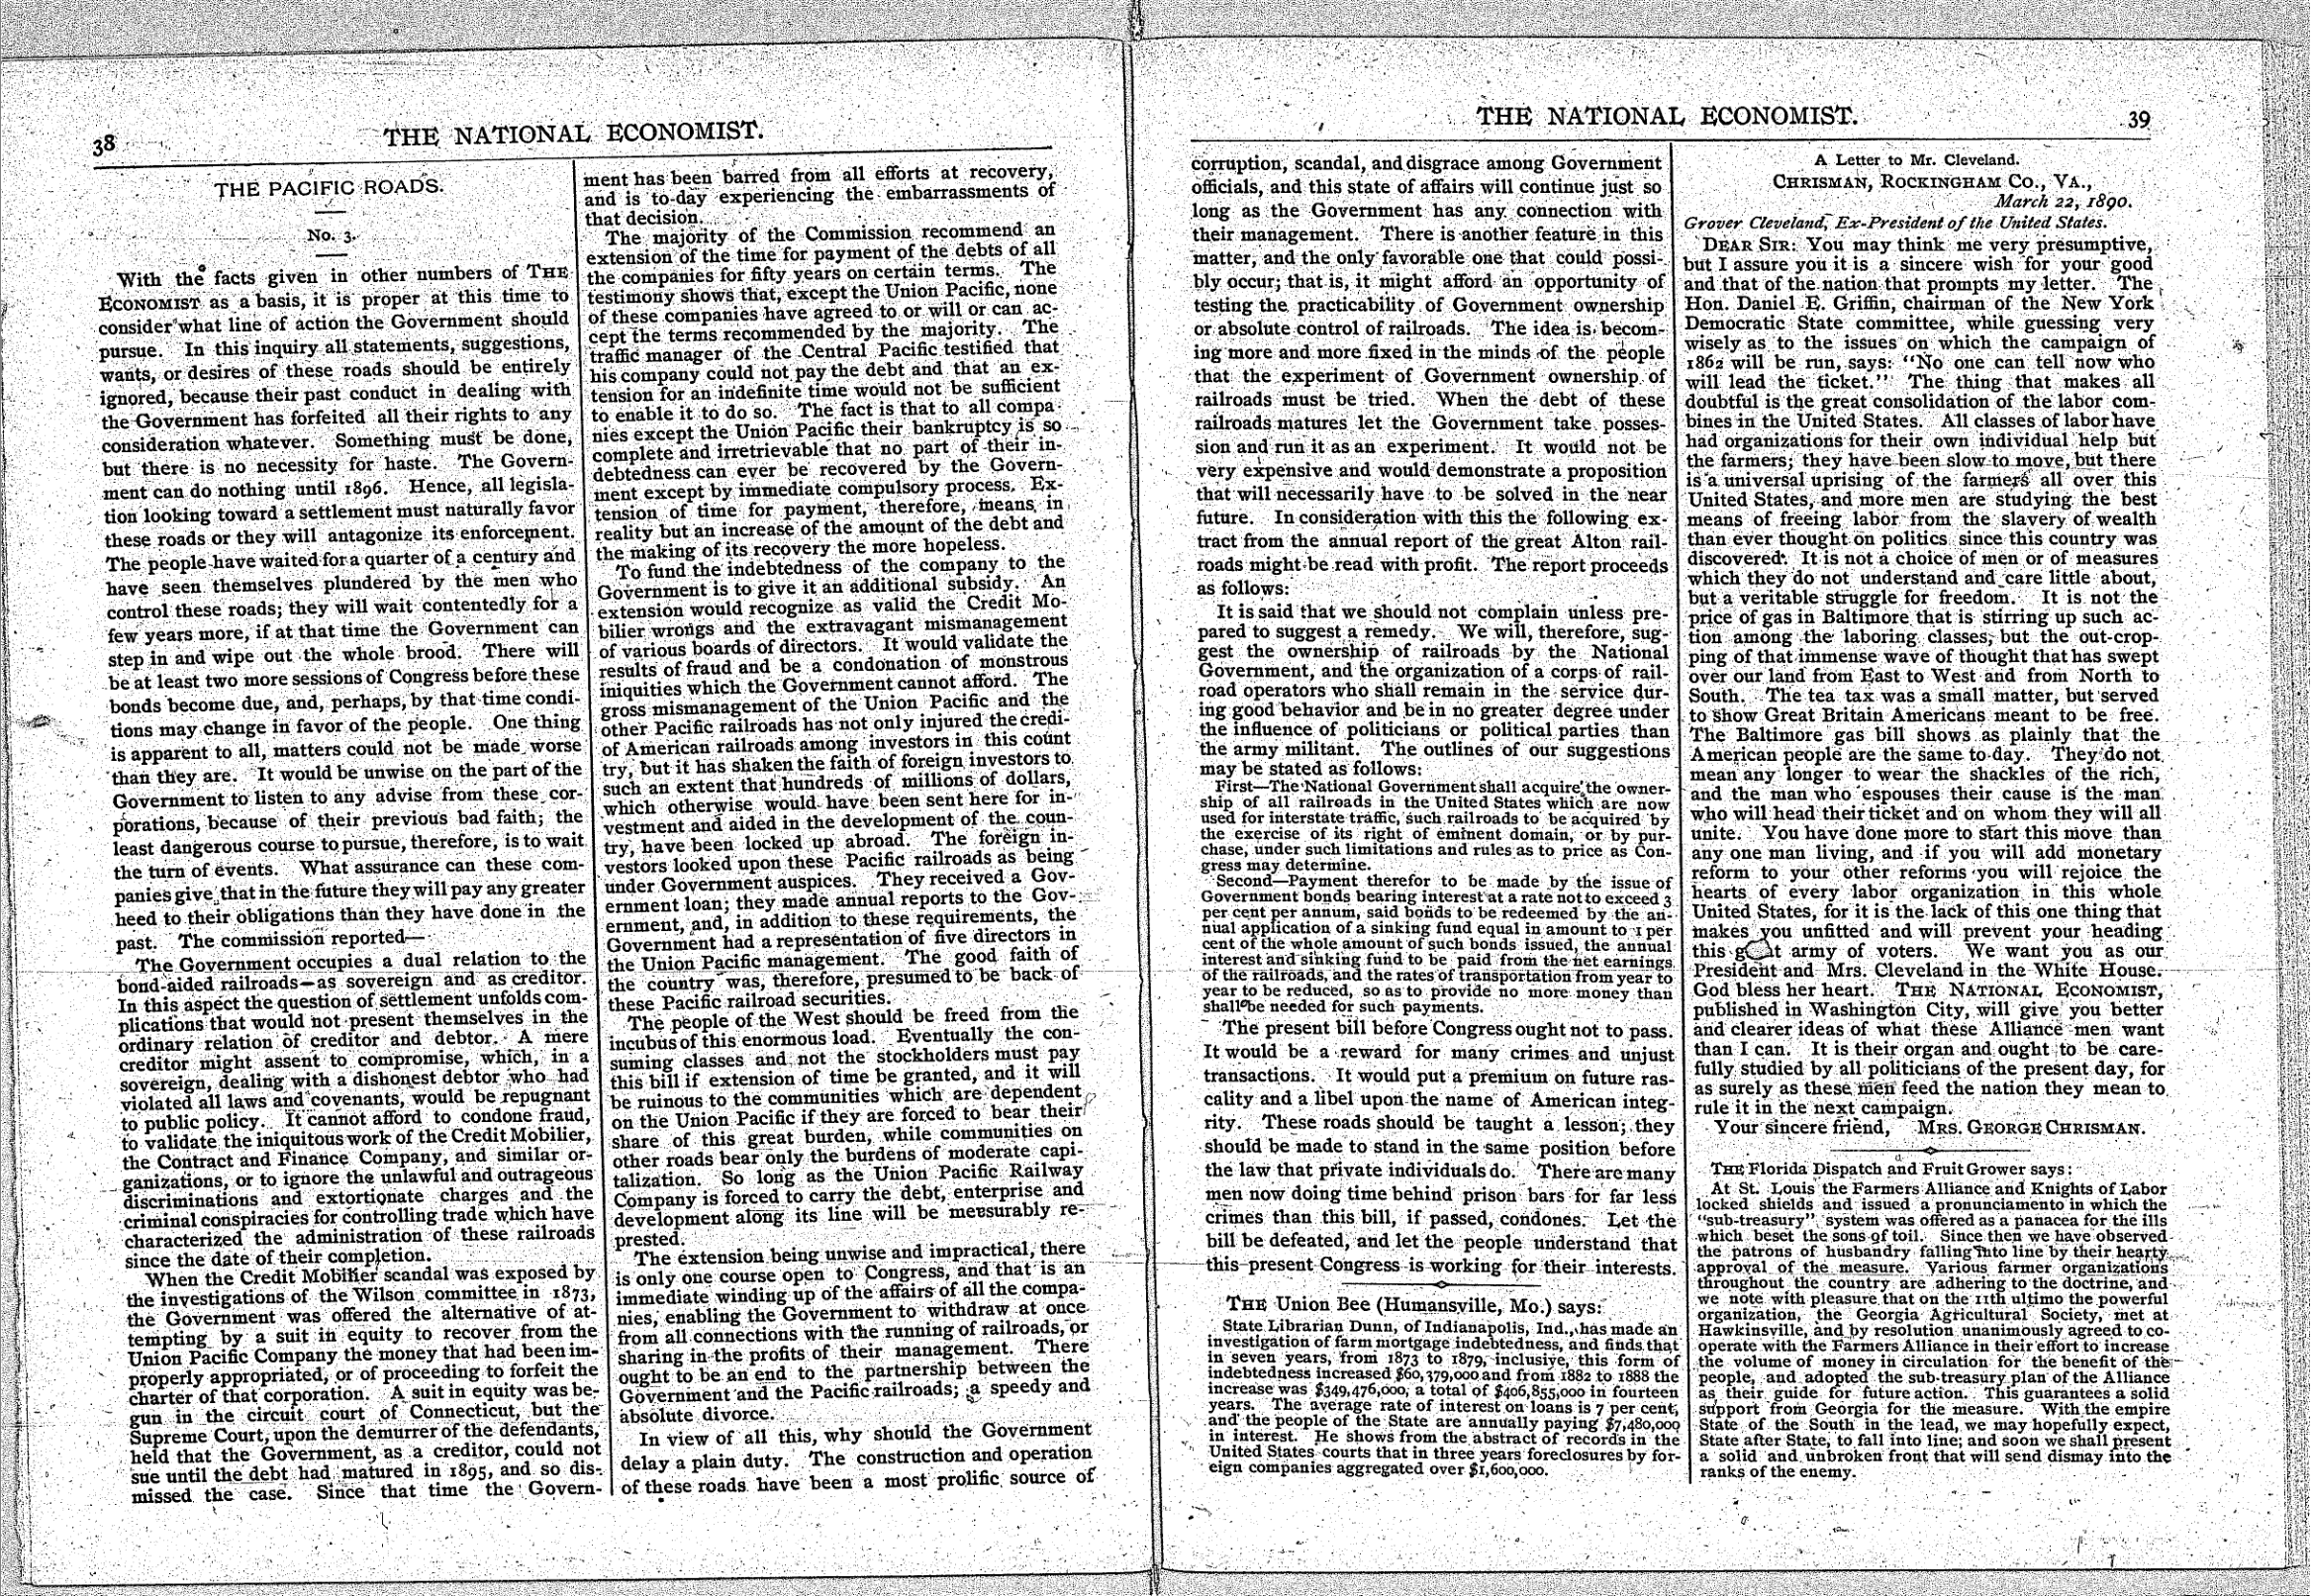 38
THE NATIONAL ECONOMIST.
THE PACIFIC ROADS.
No. 3.
With the facts given in other numbers of THE
ECONOMIST as a basis, it is proper at this time to
consider what line of action the Government should
pursue. In this inquiry all statements, suggestions,
wants, or desires of these roads should be entirely
ignored, because their past conduct in dealing with
the Government has forfeited all their rights to any
consideration whatever. Something must be done,
but there is no necessity for haste. The Govern-
ment can do nothing until 1896. Hence, all legisla-
tion looking toward a settlement must naturally favor
these roads or they will antagonize its enforcement.
The people have waited for a quarter of a century and
have seen themselves plundered by the men who
control these roads; they will wait contentedly for a
few years more, if at that time the Government can
step in and wipe out the whole brood. There will
be at least two more sessions of Congress before these
bonds become due, and, perhaps, by that time condi-
tions may change in favor of the people. One thing
is apparent to all, matters could not be made worse
than they are. It would be unwise on the part of the
Government to listen to any advise from these cor-
porations, because of their previous bad faith; the
least dangerous course to pursue, therefore, is to wait
the turn of events. What assurance can these com-
panies give that in the future they will pay any greater
heed to their obligations than they have done in the
past. The commission reported—
The Government occupies a dual relation to the
bond-aided railroads—as sovereign and as creditor.
In this aspect the question of settlement unfolds com-
plications that would not present themselves in the
ordinary relation of creditor and debtor. A mere
creditor might assent to compromise, which, in a
sovereign, dealing with a dishonest debtor who had
violated all laws and covenants, would be repugnant
to public policy. It cannot afford to condone fraud,
to validate the iniquitous work of the Credit Mobilier,
the Contract and Finance Company, and similar or-
ganizations, or to ignore the unlawful and outrageous
discriminations and extortionate charges and the
criminal conspiracies for controlling trade which have
characterized the administration of these railroads
since the date of their completion.
When the Credit Mobilier scandal was exposed by
the investigations of the Wilson committee in 1873,
the Government was offered the alternative of at-
tempting by a suit in equity to recover from the
Union Pacific Company the money that had been im-
properly appropriated, or of proceeding to forfeit the
charter of that corporation. A suit in equity was be-
gun in the circuit court of Connecticut, but the
Supreme Court, upon the demurrer of the defendants,
held that the Government, as a creditor, could not
sue until the debt had matured in 1895, and so dis-
missed the case. Since that time the Govern-
ment has been barred from all efforts at recovery,
and is to-day experiencing the embarrassments of
that decision.
The majority of the Commission recommend an
extension of the time for payment of the debts of all
the companies for fifty years on certain terms. The
testimony shows that, except the Union Pacific, none
of these companies have agreed to or will or can ac-
cept the terms recommended by the majority. The
traffic manager of the Central Pacific testified that
his company could not pay the debt and that an ex-
tension for an indefinite time would not be sufficient
to enable it to do so. The fact is that to all compa-
nies except the Union Pacific their bankruptcy is so
complete and irretrievable that no part of their in-
debtedness can ever be recovered by the Govern-
ment except by immediate compulsory process. Ex-
tension of time for payment, therefore, means in
reality but an increase of the amount of the debt and
the making of its recovery the more hopeless.
To fund the indebtedness of the company to the
Government is to give it an additional subsidy. An
extension would recognize as valid the Credit Mo-
bilier wrongs and the extravagant mismanagement
of various boards of directors. It would validate the
results of fraud and be a condonation of monstrous
iniquities which the Government cannot afford. The
gross mismanagement of the Union Pacific and the
other Pacific railroads has not only injured the credi-
of American railroads among investors in this count
try, but it has shaken the faith of foreign investors to
such an extent that hundreds of millions of dollars,
which otherwise would have been sent here for in-
vestment and aided in the development of the coun-
try, have been locked up abroad. The foreign in-
vestors looked upon these Pacific railroads as being
under Government auspices. They received a Gov-
ernment loan; they made annual reports to the Gov-
ernment, and, in addition to these requirements, the
Government had a representation of five directors in
the Union Pacific management. The good faith of
the country was, therefore, presumed to be back of
these Pacific railroad securities.
The people of the West should be freed from the
incubus of this enormous load. Eventually the con-
suming classes and not the stockholders must pay
this bill if extension of time be granted, and it will
be ruinous to the communities which are dependent
on the Union Pacific if they are forced to bear their
share of this great burden, while communities on
other roads bear only the burdens of moderate capi-
talization. So long as the Union Pacific Railway
Company is forced to carry the debt, enterprise and
development along its line will be meusurably re-
prested.
The extension being unwise and impractical, there
is only one course open to Congress, and that is an
immediate winding up of the affairs of all the compa-
nies, enabling the Government to withdraw at once
from all connections with the running of railroads, or
sharing in the profits of their management. There
ought to be an end to the partnership between the
Government and the Pacific railroads; a speedy and
absolute divorce.
In view of all this, why should the Government
delay a plain duty. The construction and operation
of these roads have been a most prolific source of
THE NATIONAL ECONOMIST.
39
corruption, scandal, and disgrace among Government
officials, and this state of affairs will continue just so
long as the Government has any connection with
their management. There is another feature in this
matter, and the only favorable one that could possi-
bly occur; that is, it might afford an opportunity of
testing the practicability of Government ownership
or absolute control of railroads. The idea is becom-
ing more and more fixed in the minds of the people
that the experiment of Government ownership of
railroads must be tried. When the debt of these
railroads matures let the Government take posses-
sion and run it as an experiment. It would not be
very expensive and would demonstrate a proposition
that will necessarily have to be solved in the near
future. In consideration with this the following ex-
tract from the annual report of the great Alton rail-
roads might be read with profit. The report proceeds
as follows:
It is said that we should not complain unless pre-
pared to suggest a remedy. We will, therefore, sug-
gest the ownership of railroads by the National
Government, and the organization of a corps of rail-
road operators who shall remain in the service dur-
ing good behavior and be in no greater degree under
the influence of politicians or political parties than
the army militant. The outlines of our suggestions
may be stated as follows:
First—The National Government shall acquire the owner-
ship of all railroads in the United States which are now
used for interstate traffic, such railroads to be acquired by
the exercise of its right of eminent domain, or by pur-
chase, under such limitations and rules as to price as Con-
gress may determine.
Second—Payment therefor to be made by the issue of
Government bonds bearing interest at a rate not to exceed 3
per cent per annum, said bonds to be redeemed by the an-
nual application of a sinking fund equal in amount to 1 per
cent of the whole amount of such bonds issued, the annual
interest and sinking fund to be paid from the net earnings
of the railroads, and the rates of transportation from year to
year to be reduced, so as to provide no more money than
shall be needed for such payments.
The present bill before Congress ought not to pass.
It would be a reward for many crimes and unjust
transactions. It would put a premium on future ras-
cality and a libel upon the name of American integ-
rity. These roads should be taught a lesson; they
should be made to stand in the same position before
the law that private individuals do. There are many
men now doing time behind prison bars for far less
crimes than this bill, if passed, condones. Let the
bill be defeated, and let the people understand that
this present Congress is working for their interests.
THE Union Bee (Humansville, Mo.) says:
State Librarian Dunn, of Indianapolis, Ind., has made an
investigation of farm mortgage indebtedness, and finds that
in seven years, from 1873 to 1879, inclusive, this form of
indebtedness increased $60,379,000 and from 1882 to 1888 the
increase was $349,476,000, a total of $406,855,000 in fourteen
years. The average rate of interest on loans is 7 per cent,
and the people of the State are annually paying $7,480,000
in interest. He shows from the abstract of records in the
United States courts that in three years foreclosures by for-
eign companies aggregated over $1,600,000.
A Letter to Mr. Cleveland.
CHRISMAN, ROCKINGHAM CO., VA.,
March 22, 1890.
Grover Cleveland, Ex-President of the United States.
DEAR SIR: You may think me very presumptive,
but I assure you it is a sincere wish for your good
and that of the nation that prompts my letter. The
Hon. Daniel E. Griffin, chairman of the New York
Democratic State committee, while guessing very
wisely as to the issues on which the campaign of
1862 will be run, says: "No one can tell now who
will lead the ticket." The thing that makes all
doubtful is the great consolidation of the labor com-
bines in the United States. All classes of labor have
had organizations for their own individual help but
the farmers; they have been slow to move, but there
is a universal uprising of the farmers all over this
United States, and more men are studying the best
means of freeing labor from the slavery of wealth
than ever thought on politics since this country was
discovered. It is not a choice of men or of measures
which they do not understand and care little about,
but a veritable struggle for freedom. It is not the
price of gas in Baltimore that is stirring up such ac-
tion among the laboring classes, but the out-crop-
ping of that immense wave of thought that has swept
over our land from East to West and from North to
South. The tea tax was a small matter, but served
to show Great Britain Americans meant to be free.
The Baltimore gas bill shows as plainly that the
American people are the same to-day. They do not
mean any longer to wear the shackles of the rich,
and the man who espouses their cause is the man
who will head their ticket and on whom they will all
unite. You have done more to start this move than
any one man living, and if you will add monetary
reform to your other reforms you will rejoice the
hearts of every labor organization in this whole
United States, for it is the lack of this one thing that
makes you unfitted and will prevent your heading
this army of voters. We want you as our
President and Mrs. Cleveland in the White House.
God bless her heart. THE NATIONAL ECONOMIST,
published in Washington City, will give you better
and clearer ideas of what these Alliance men want
than I can. It is their organ and ought to be care-
fully studied by all politicians of the present day, for
as surely as these men feed the nation they mean to
rule it in the next campaign.
Your sincere friend, MRS. GEORGE CHRISMAN.
THE Florida Dispatch and Fruit Grower says:
At St. Louis the Farmers Alliance and Knights of Labor
locked shields and issued a pronunciamento in which the
"sub-treasury" system was offered as a panacea for the ills
which beset the sons of toil. Since then we have observed
the patrons of husbandry falling into line by their hearty
approval of the measure. Various farmer organizations
throughout the country are adhering to the doctrine, and
we note with pleasure that on the 11th ultimo the powerful
organization, the Georgia Agricultural Society, met at
Hawkinsville, and by resolution unanimously agreed to co-
operate with the Farmers Alliance in their effort to increase
the volume of money in circulation for the benefit of the
people, and adopted the sub-treasury plan of the Alliance
as their guide for future action. This guarantees a solid
support from Georgia for the measure. With the empire
State of the South in the lead, we may hopefully expect,
State after State, to fall into line; and soon we shall present
a solid and unbroken front that will send dismay into the
ranks of the enemy.